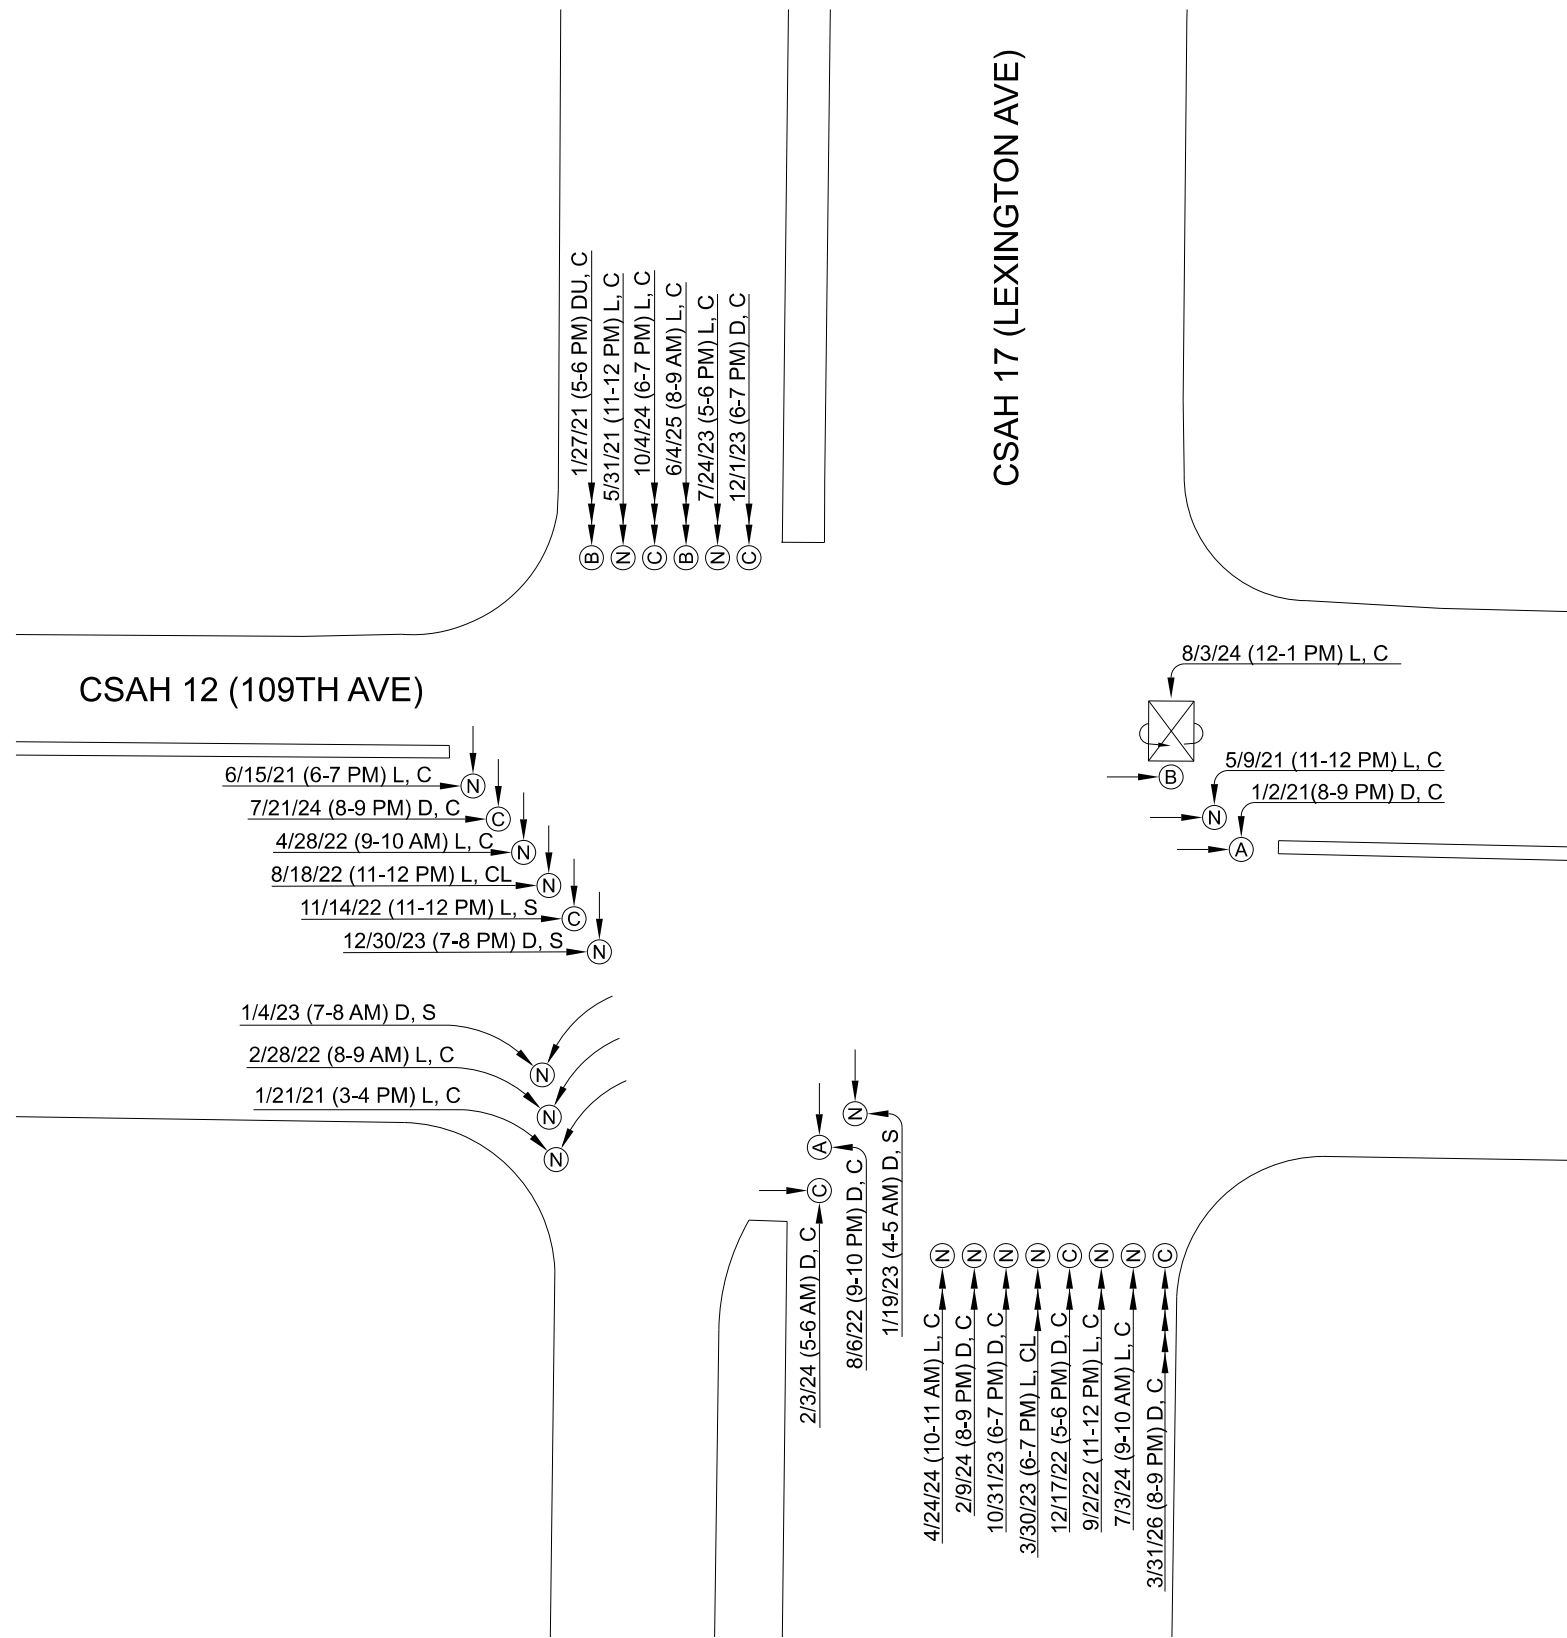 CSAH 17 (LEXINGTON AVE)
1/27/21 (5-6 PM) DU, C
5/31/21 (11-12 PM) L, C
10/4/24 (6-7 PM) L, C
6/4/25 (8-9 AM) L, C
7/24/23 (5-6 PM) L, C
12/1/23 (6-7 PM) D, C
B
N
C
B
N
C
CSAH 12 (109TH AVE)
8/3/24 (12-1 PM) L, C
B
5/9/21 (11-12 PM) L, C
N
1/2/21(8-9 PM) D, C
A
6/15/21 (6-7 PM) L, C
N
7/21/24 (8-9 PM) D, C
C
4/28/22 (9-10 AM) L, C
N
8/18/22 (11-12 PM) L, CL
N
11/14/22 (11-12 PM) L, S
C
12/30/23 (7-8 PM) D, S
N
1/4/23 (7-8 AM) D, S
N
2/28/22 (8-9 AM) L, C
N
1/21/21 (3-4 PM) L, C
N
C
2/3/24 (5-6 AM) D, C
A
8/6/22 (9-10 PM) D, C
N
1/19/23 (4-5 AM) D, S
N
N
N
N
C
N
N
C
4/24/24 (10-11 AM) L, C
2/9/24 (8-9 PM) D, C
10/31/23 (6-7 PM) D, C
3/30/23 (6-7 PM) L, CL
12/17/22 (5-6 PM) D, C
9/2/22 (11-12 PM) L, C
7/3/24 (9-10 AM) L, C
3/31/26 (8-9 PM) D, C